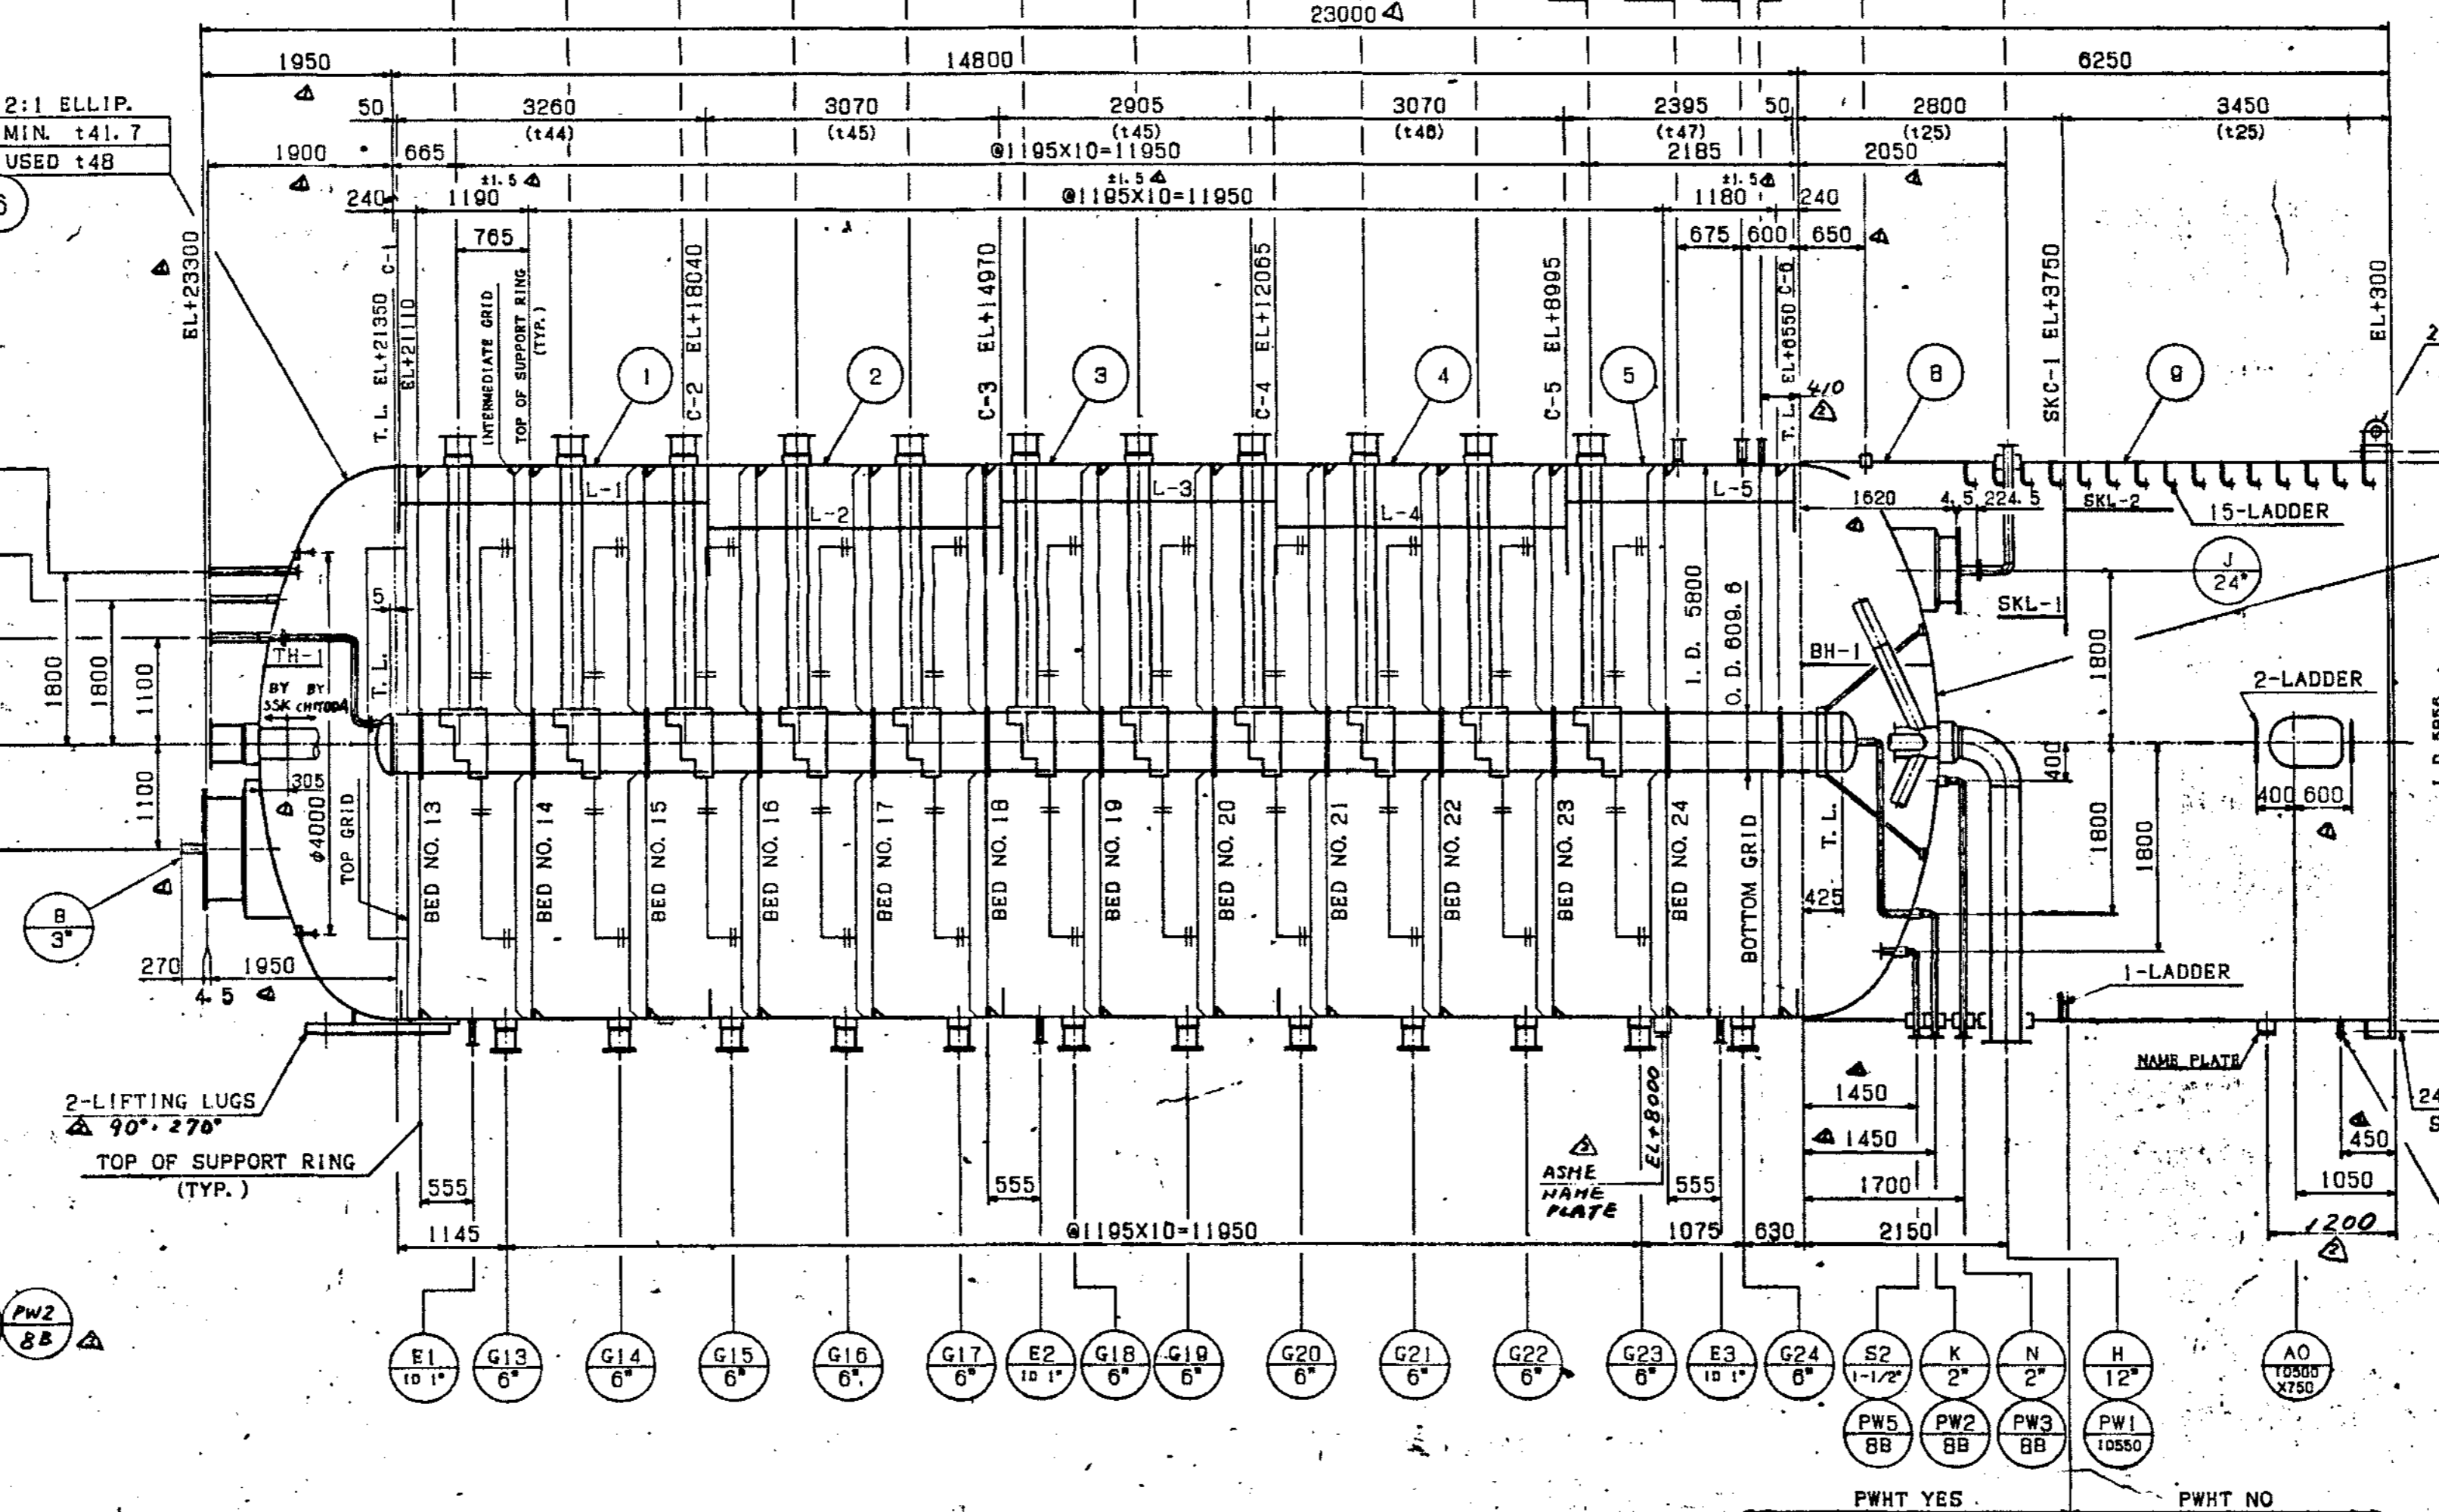 23000
1950
14800
6250
2:1 ELLIP.
MIN. t41.7
USED t48
50
3260
(t44)
3070
(t45)
2905
(t45)
3070
(t46)
2395
(t47)
50
2800
(t25)
3450
(t25)
1900
665
@1195X10=11950
2185
2050
±1.5
±1.5
±1.5
240
1190
@1195X10=11950
1180
240
765
675
600
650
EL+23300
T.L. EL+21350 C-1
EL+21110
INTERMEDIATE GRID
TOP OF SUPPORT RING
(TYP.)
C-2 EL+18040
C-3 EL+14970
C-4 EL+12065
C-5 EL+8995
T.L. EL+6550 C-6
SKC-1 EL+3750
EL+300
1
2
3
4
5
8
9
410
2
L-1
L-2
L-3
L-4
L-5
1620
4.5
224.5
SKL-2
15-LADDER
J
24"
SKL-1
5
I.D. 5800
O.D. 609.6
1800
1800
1100
TH-1
T.L.
BY BY
SSK CHIYODA
BH-1
1800
2-LADDER
1100
305
φ4000
TOP GRID
BED NO. 13
BED NO. 14
BED NO. 15
BED NO. 16
BED NO. 17
BED NO. 18
BED NO. 19
BED NO. 20
BED NO. 21
BED NO. 22
BED NO. 23
BED NO. 24
BOTTOM GRID
T.L.
425
400
1800
1800
400
600
B
3"
270
1950
4.5
1-LADDER
2-LIFTING LUGS
90°. 270°
TOP OF SUPPORT RING
(TYP.)
NAME PLATE
EL+8000
ASME
NAME
PLATE
1450
1450
450
555
555
555
1700
1050
1145
@1195X10=11950
1075
630
2150
1200
2
PW2
8B
E1
ID 1"
G13
6"
G14
6"
G15
6"
G16
6"
G17
6"
E2
ID 1"
G18
6"
G19
6"
G20
6"
G21
6"
G22
6"
G23
6"
E3
ID 1"
G24
6"
S2
1-1/2"
K
2"
N
2"
H
12"
AO
ID500
X750
PW5
8B
PW2
8B
PW3
8B
PW1
ID550
PWHT YES
PWHT NO